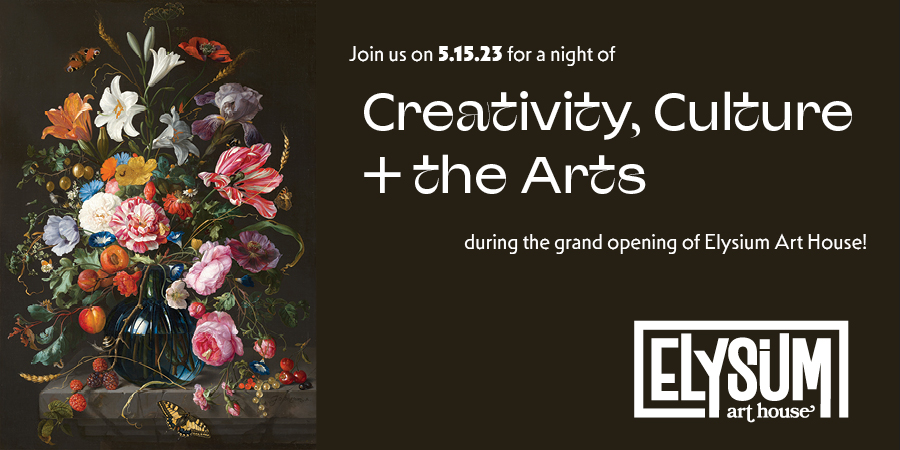 Join us on 5.15.23 for a night of
Creativity, Culture
+ the Arts
during the grand opening of Elysium Art House!
ELYSiUM
art house